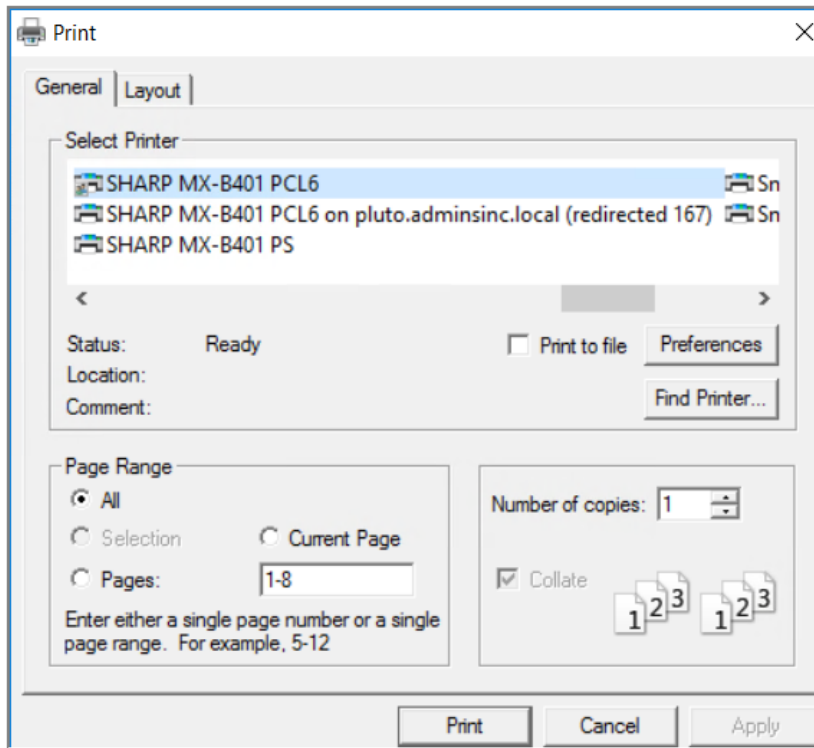 Print
General Layout
Select Printer
SHARP MX-B401 PCL6 Sn
SHARP MX-B401 PCL6 on pluto.adminsinc.local (redirected 167) Sn
SHARP MX-B401 PS
Status: Ready
Print to file
Preferences
Location:
Comment:
Find Printer...
Page Range
All
Selection
Current Page
Pages: 1-8
Enter either a single page number or a single
page range. For example, 5-12
Number of copies: 1
Collate
1 2 3 1 2 3
Print Cancel Apply